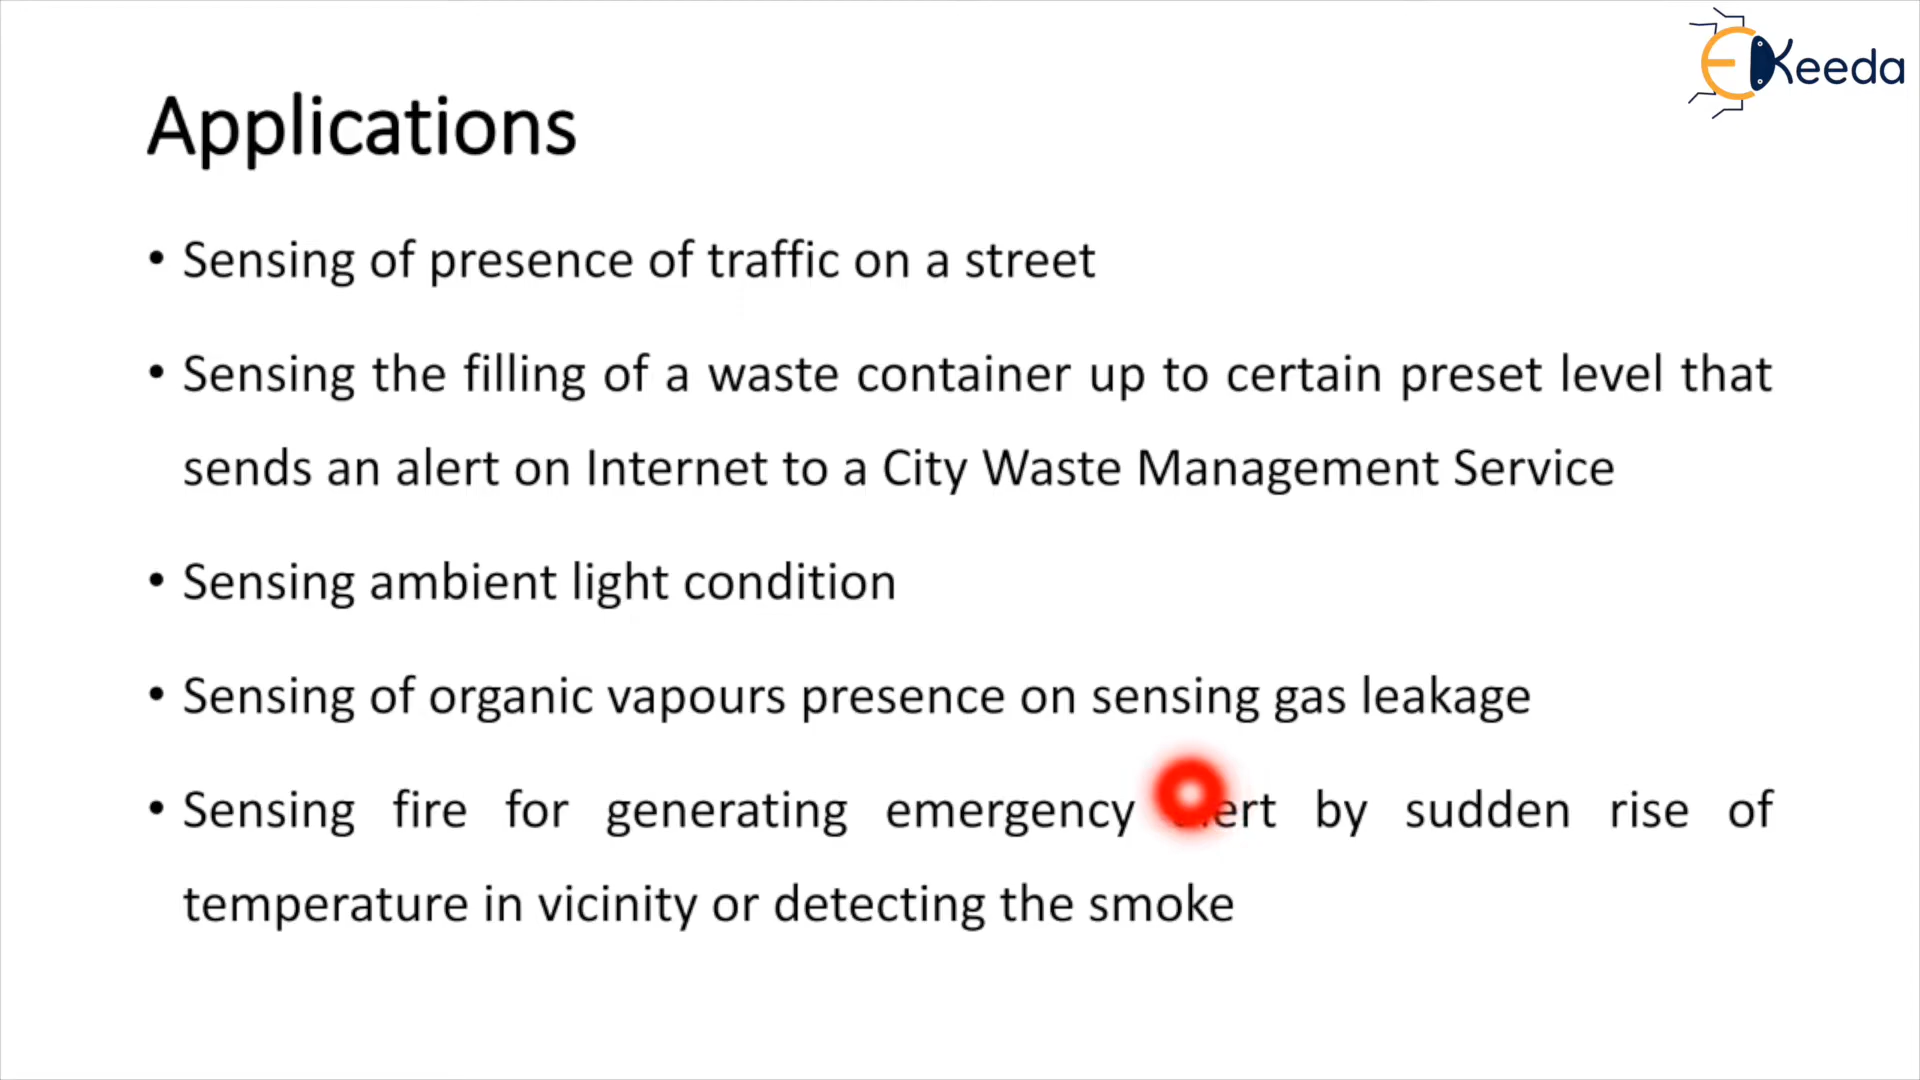 EKeeda
Applications
• Sensing of presence of traffic on a street
• Sensing the filling of a waste container up to certain preset level that
sends an alert on Internet to a City Waste Management Service
• Sensing ambient light condition
• Sensing of organic vapours presence on sensing gas leakage
• Sensing fire for generating emergency alert by sudden rise of
temperature in vicinity or detecting the smoke